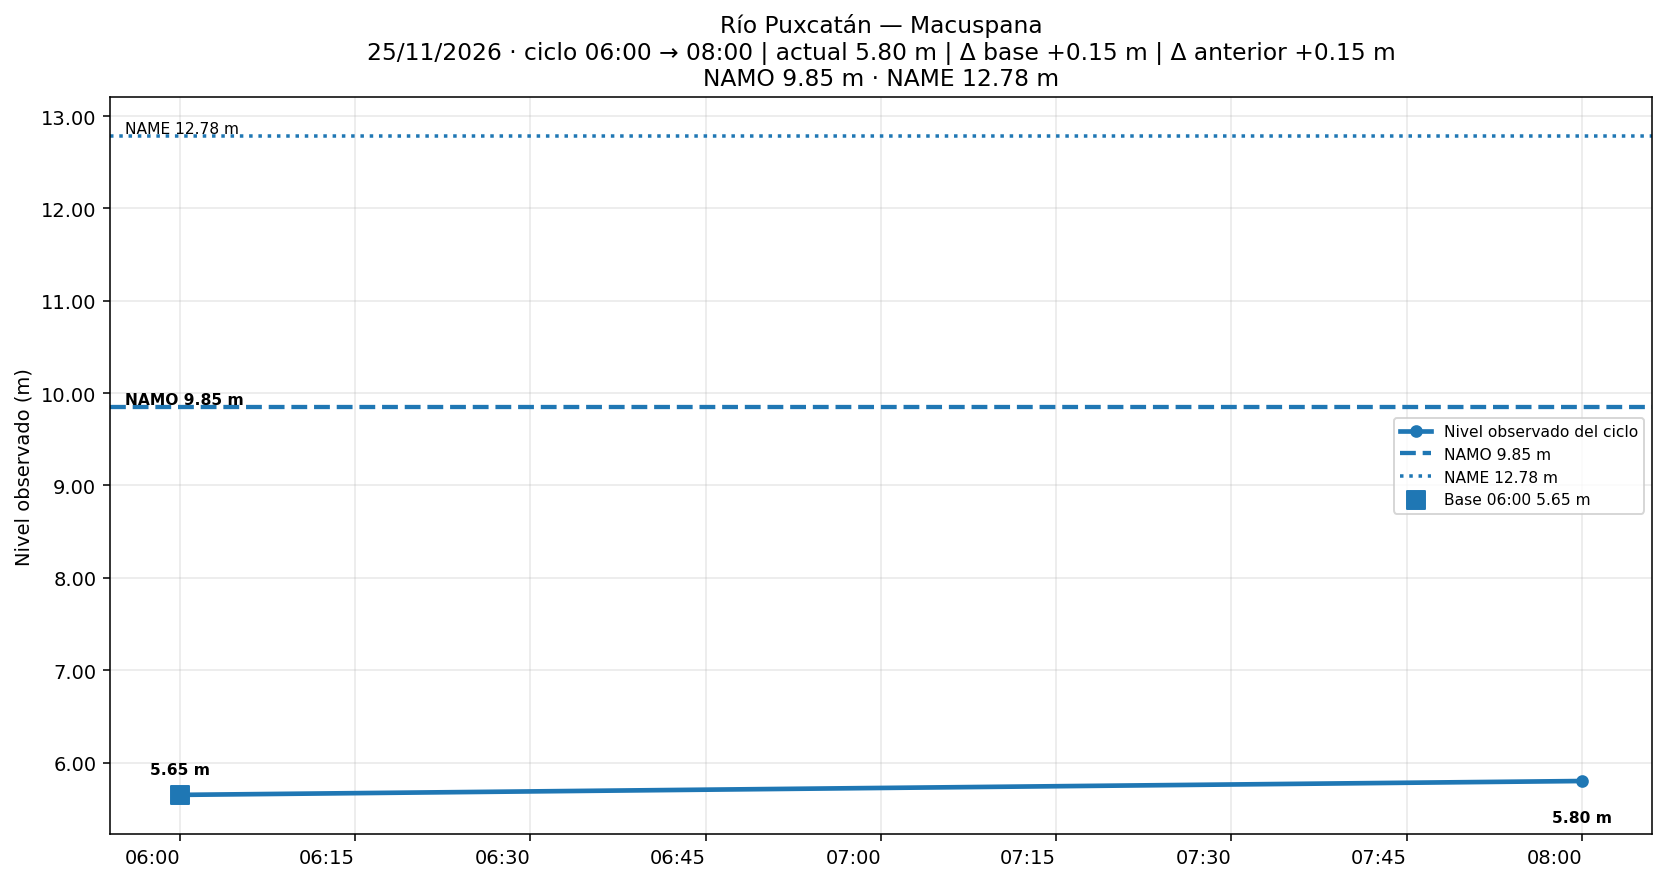 Río Puxcatán — Macuspana
25/11/2026 · ciclo 06:00 → 08:00 | actual 5.80 m | Δ base +0.15 m | Δ anterior +0.15 m
NAMO 9.85 m · NAME 12.78 m
Nivel observado (m)
13.00
12.00
11.00
10.00
9.00
8.00
7.00
6.00
NAME 12.78 m
NAMO 9.85 m
Nivel observado del ciclo
NAMO 9.85 m
NAME 12.78 m
Base 06:00 5.65 m
5.65 m
5.80 m
06:00 06:15 06:30 06:45 07:00 07:15 07:30 07:45 08:00